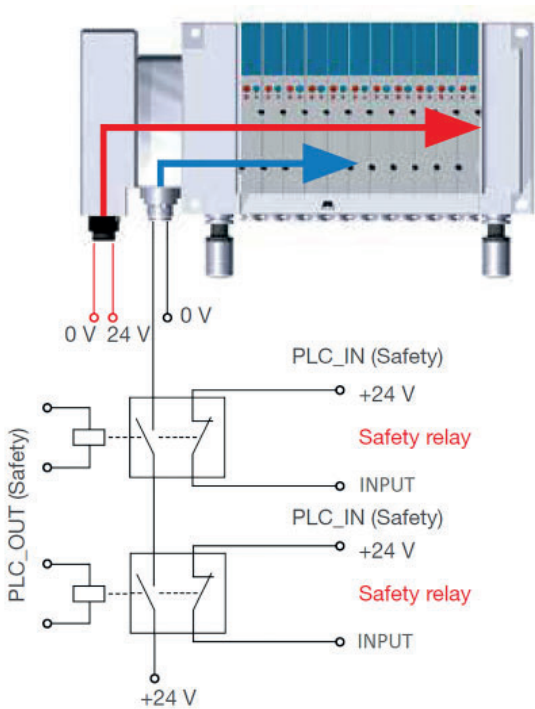 0 V 24 V
0 V
PLC_IN (Safety)
+24 V
Safety relay
INPUT
PLC_OUT (Safety)
PLC_IN (Safety)
+24 V
Safety relay
INPUT
+24 V